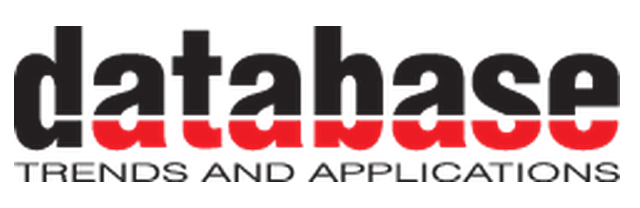 database
TRENDS AND APPLICATIONS